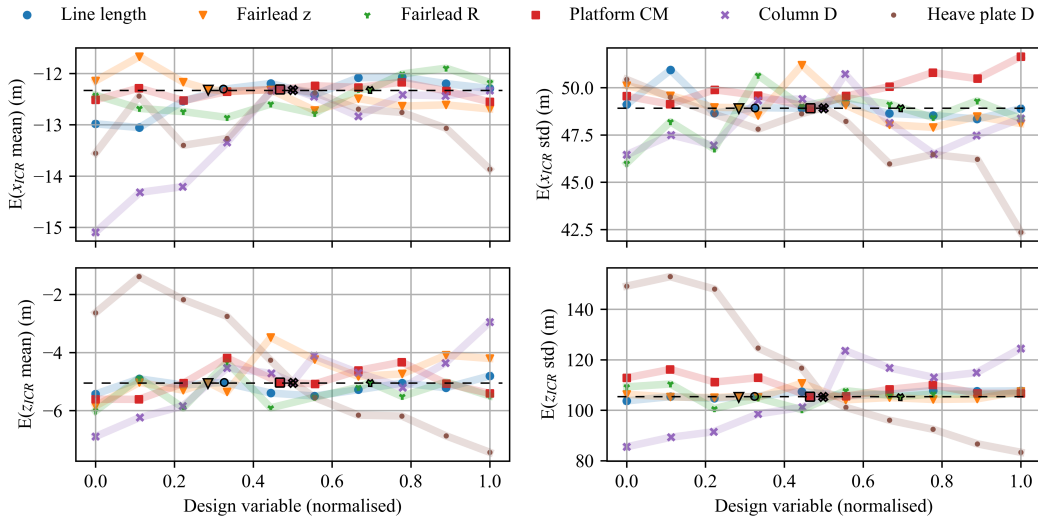 Line length
Fairlead z
Fairlead R
Platform CM
Column D
Heave plate D
E(x_ICR mean) (m)
−12
−13
−14
−15
E(x_ICR std) (m)
50.0
47.5
45.0
42.5
E(z_ICR mean) (m)
−2
−4
−6
0.0 0.2 0.4 0.6 0.8 1.0
Design variable (normalised)
E(z_ICR std) (m)
140
120
100
80
0.0 0.2 0.4 0.6 0.8 1.0
Design variable (normalised)